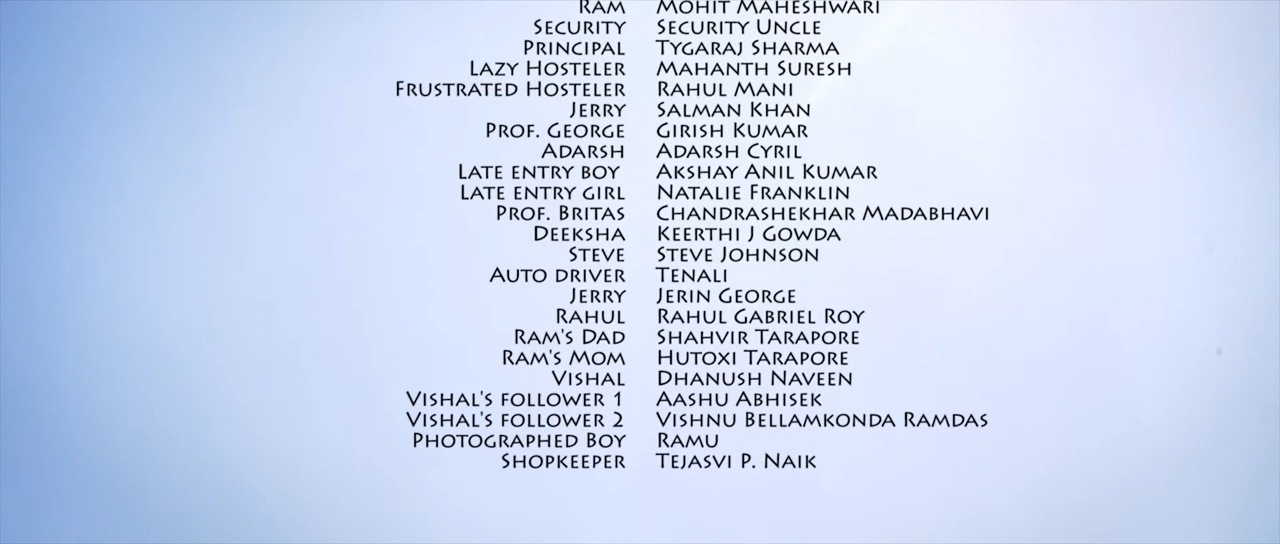 Ram Mohit Maheshwari
Security Security Uncle
Principal Tygaraj Sharma
Lazy Hosteler Mahanth Suresh
Frustrated Hosteler Rahul Mani
Jerry Salman Khan
Prof. George Girish Kumar
Adarsh Adarsh Cyril
Late entry boy Akshay Anil Kumar
Late entry girl Natalie Franklin
Prof. Britas Chandrashekhar Madabhavi
Deeksha Keerthi J Gowda
Steve Steve Johnson
Auto driver Tenali
Jerry Jerin George
Rahul Rahul Gabriel Roy
Ram's Dad Shahvir Tarapore
Ram's Mom Hutoxi Tarapore
Vishal Dhanush Naveen
Vishal's follower 1 Aashu Abhisek
Vishal's follower 2 Vishnu Bellamkonda Ramdas
Photographed Boy Ramu
Shopkeeper Tejasvi P. Naik